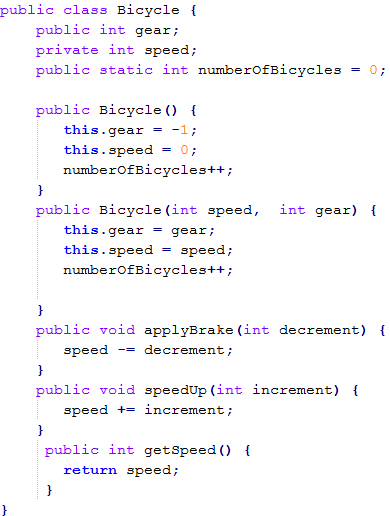 public class Bicycle {
    public int gear;
    private int speed;
    public static int numberOfBicycles = 0;

    public Bicycle() {
       this.gear = -1;
       this.speed = 0;
       numberOfBicycles++;
    }
    public Bicycle(int speed,  int gear) {
       this.gear = gear;
       this.speed = speed;
       numberOfBicycles++;

    }
    public void applyBrake(int decrement) {
       speed -= decrement;
    }
    public void speedUp(int increment) {
       speed += increment;
    }
     public int getSpeed() {
       return speed;
     }
}